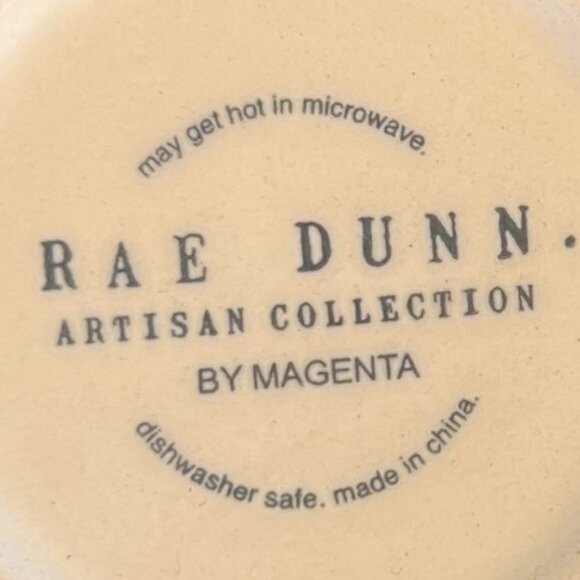 may get hot in microwave.
RAE DUNN.
ARTISAN COLLECTION
BY MAGENTA
dishwasher safe. made in china.